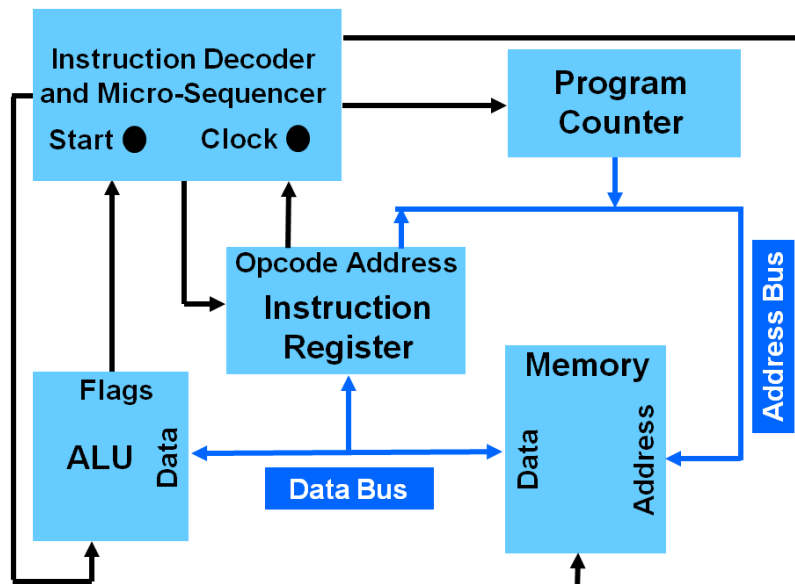 Instruction Decoder
and Micro-Sequencer
Start
Clock
Program
Counter
Opcode Address
Instruction
Register
Address Bus
Flags
ALU
Data
Data Bus
Memory
Data
Address